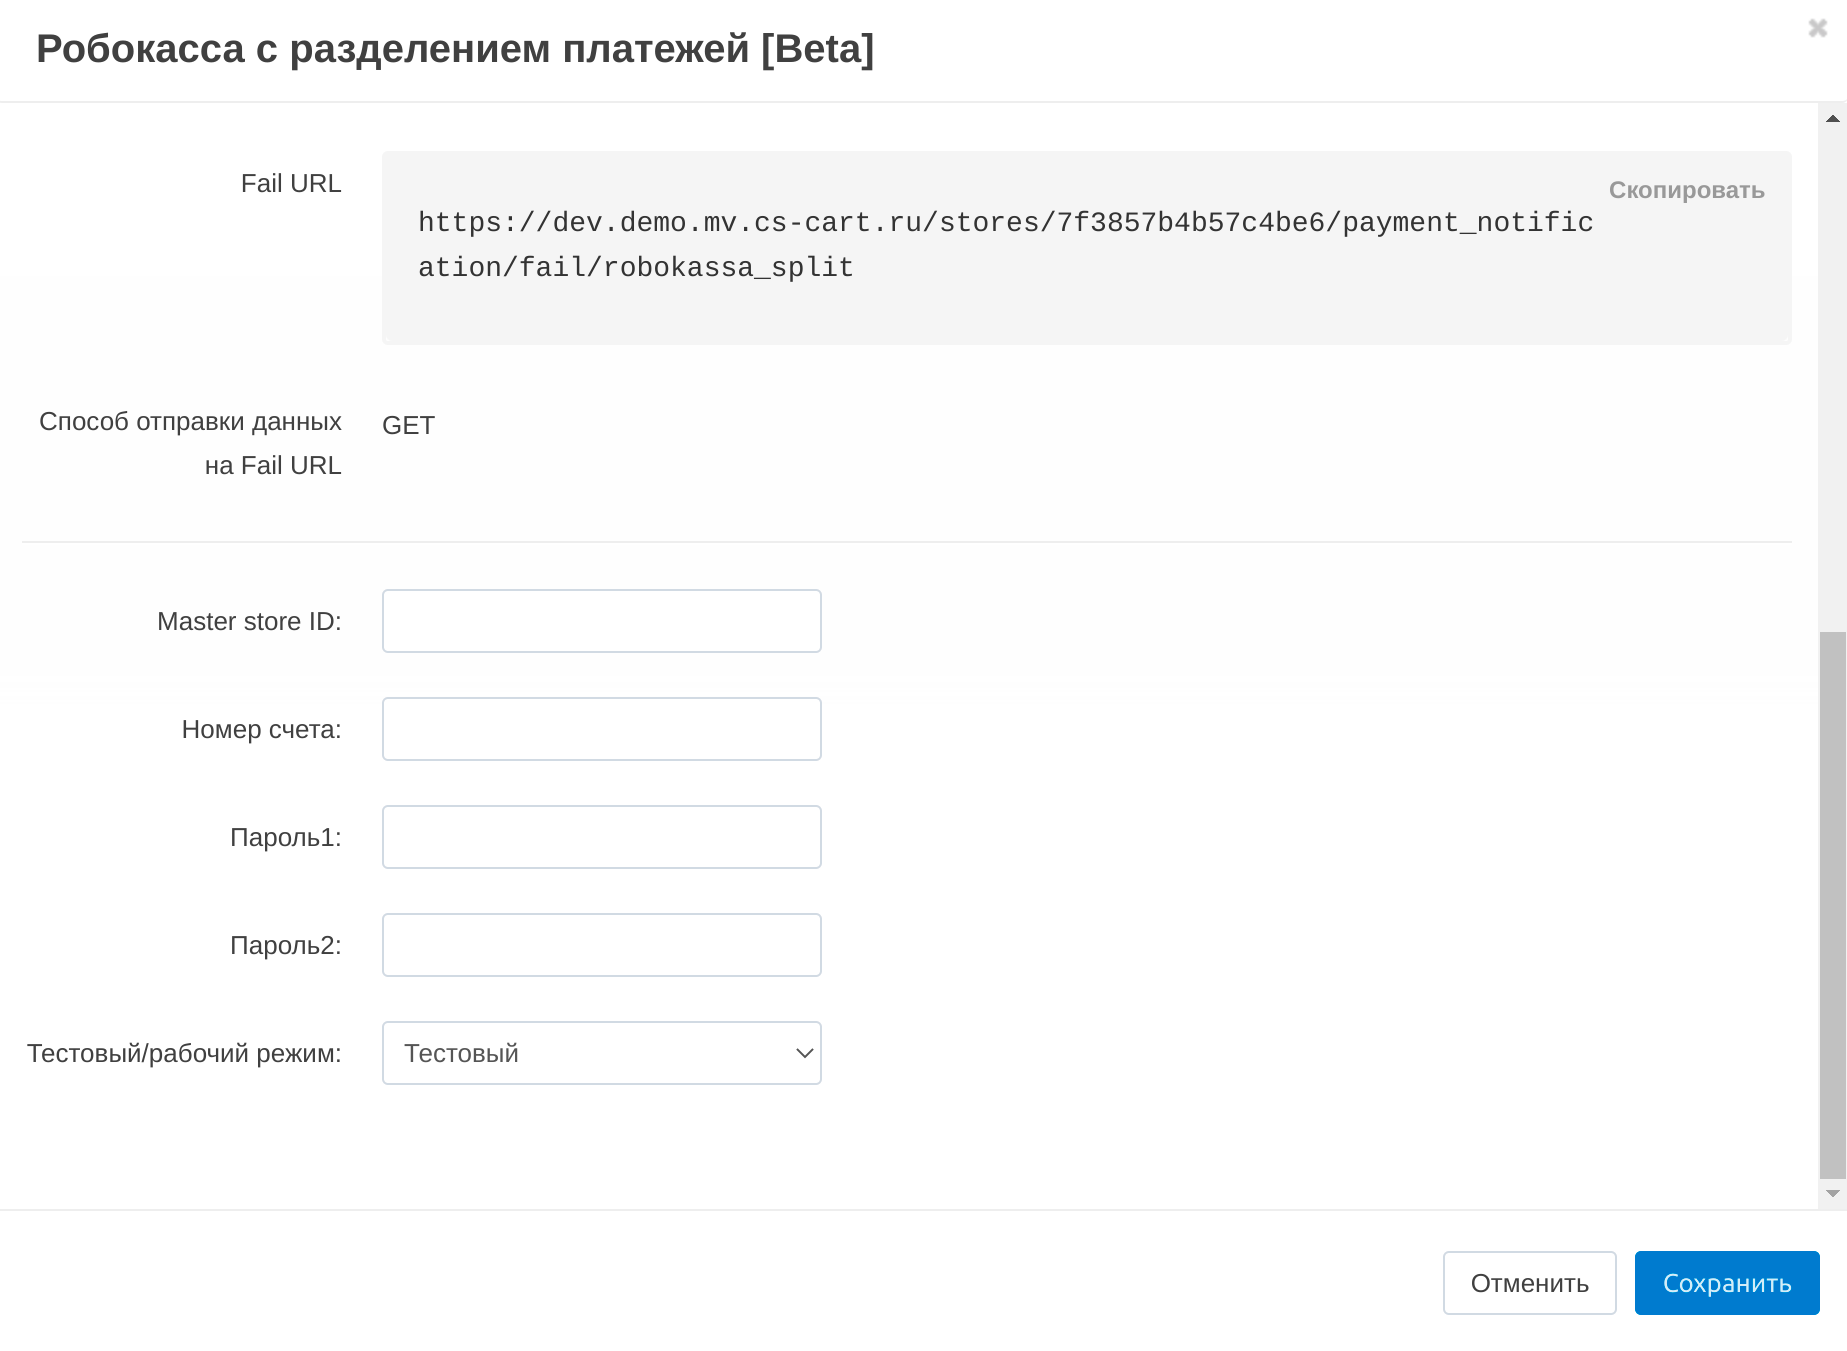 Робокасса с разделением платежей [Beta]
Fail URL
Скопировать
https://dev.demo.mv.cs-cart.ru/stores/7f3857b4b57c4be6/payment_notific
ation/fail/robokassa_split
Способ отправки данных
на Fail URL
GET
Master store ID:
Номер счета:
Пароль1:
Пароль2:
Тестовый/рабочий режим:
Тестовый
Отменить
Сохранить